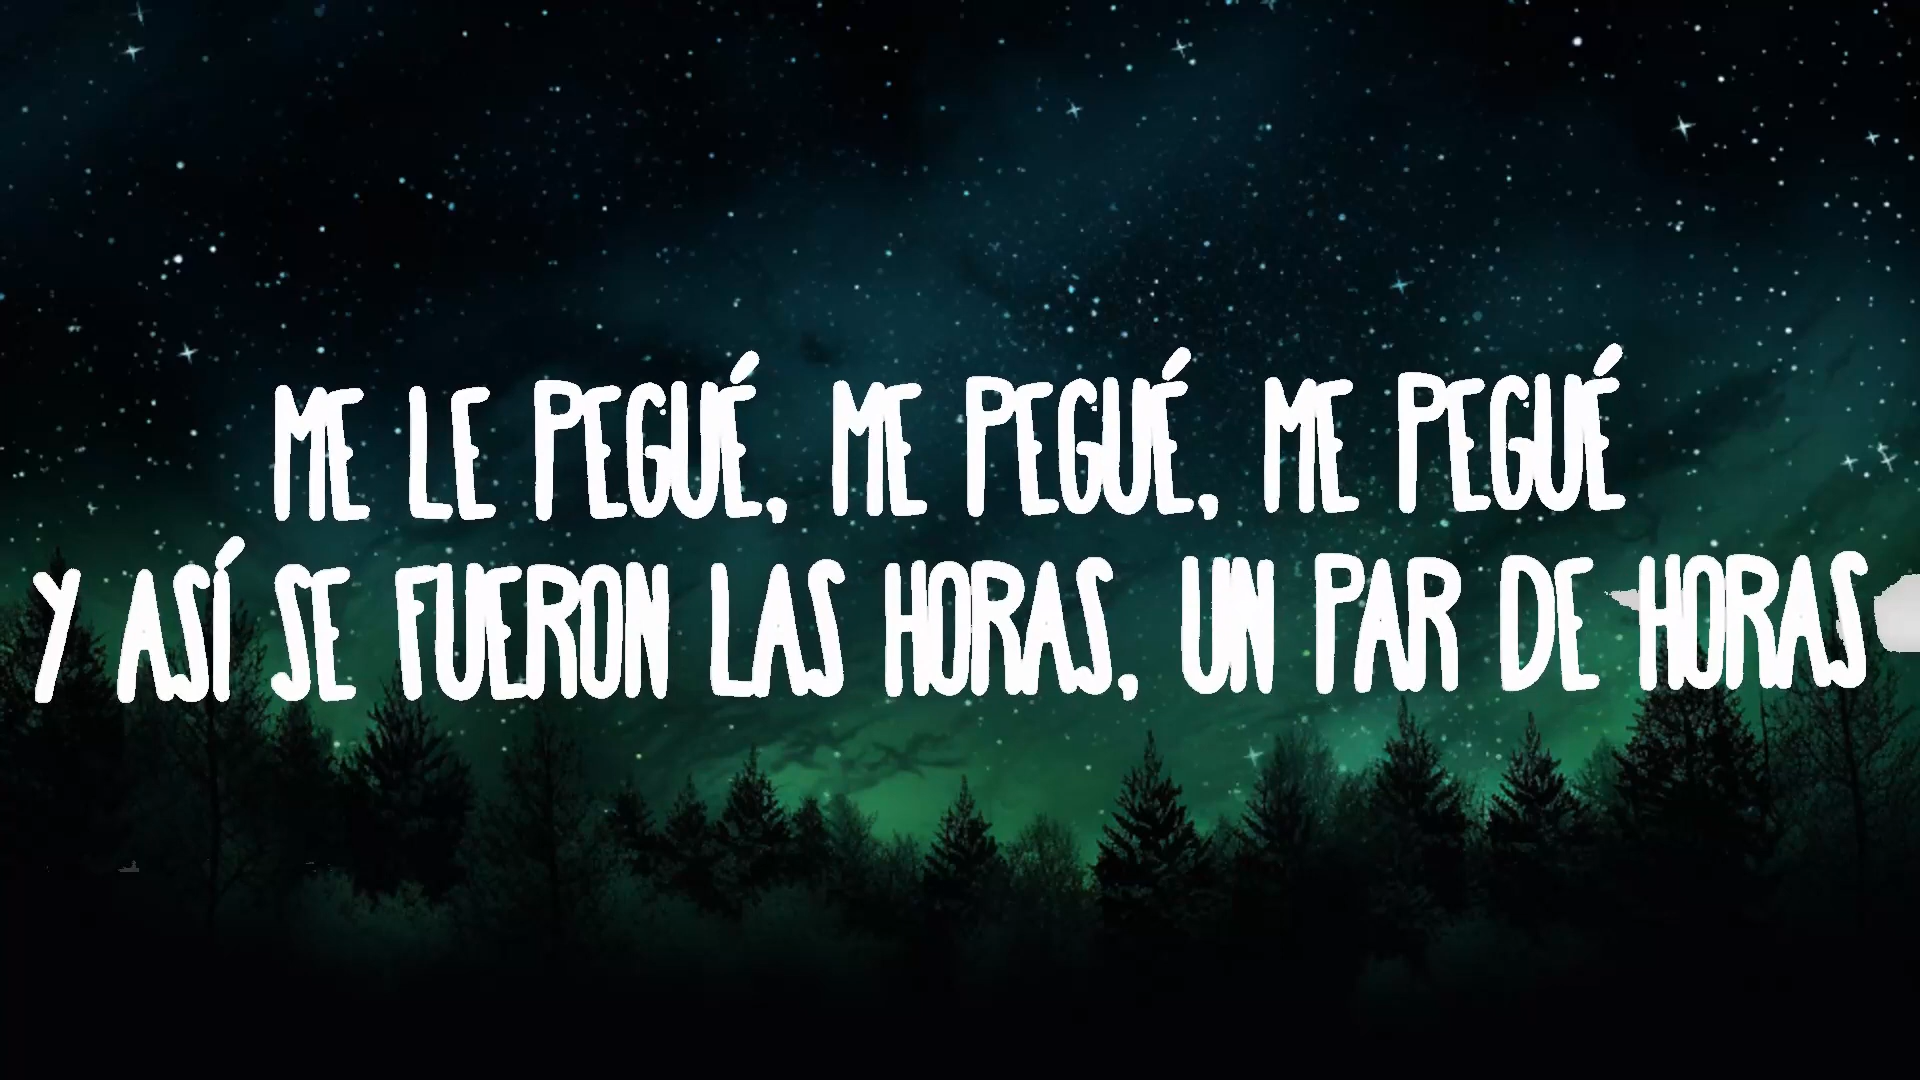 ME LE PEGUÉ, ME PEGUÉ, ME PEGUÉ
Y ASÍ SE FUERON LAS HORAS, UN PAR DE HORAS